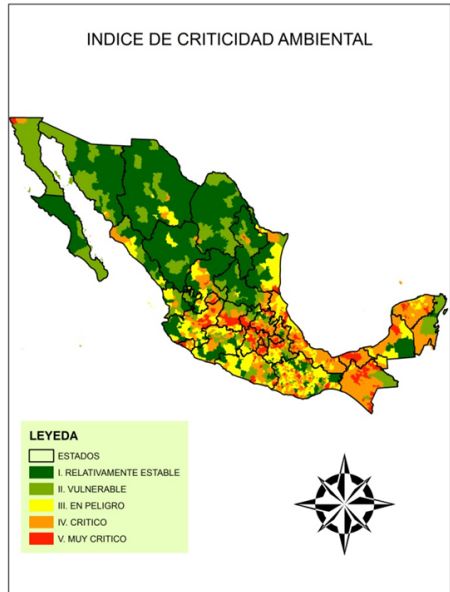 INDICE DE CRITICIDAD AMBIENTAL
LEYEDA
ESTADOS
I. RELATIVAMENTE ESTABLE
II. VULNERABLE
III. EN PELIGRO
IV. CRITICO
V. MUY CRITICO